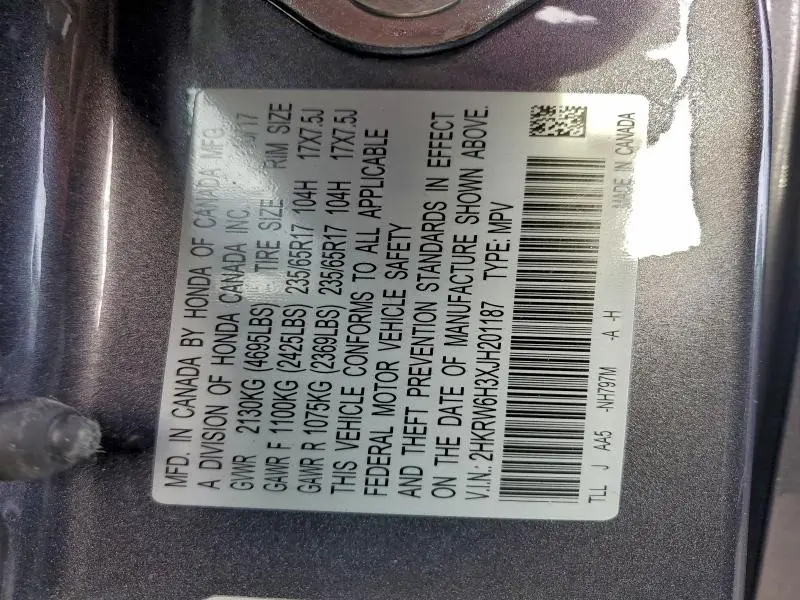 MFD. IN CANADA BY HONDA OF CANADA MFG.
A DIVISION OF HONDA CANADA INC. /17
GVWR 2130KG (4695LBS) TIRE SIZE RIM SIZE
GAWR F 1100KG (2425LBS) 235/65R17 104H 17X7.5J
GAWR R 1075KG (2369LBS) 235/65R17 104H 17X7.5J
THIS VEHICLE CONFORMS TO ALL APPLICABLE
FEDERAL MOTOR VEHICLE SAFETY
AND THEFT PREVENTION STANDARDS IN EFFECT
ON THE DATE OF MANUFACTURE SHOWN ABOVE.
V.I.N.: 2HKRW6H3XJH201187 TYPE: MPV
TLL J AA5 -NH797M -A -H MADE IN CANADA